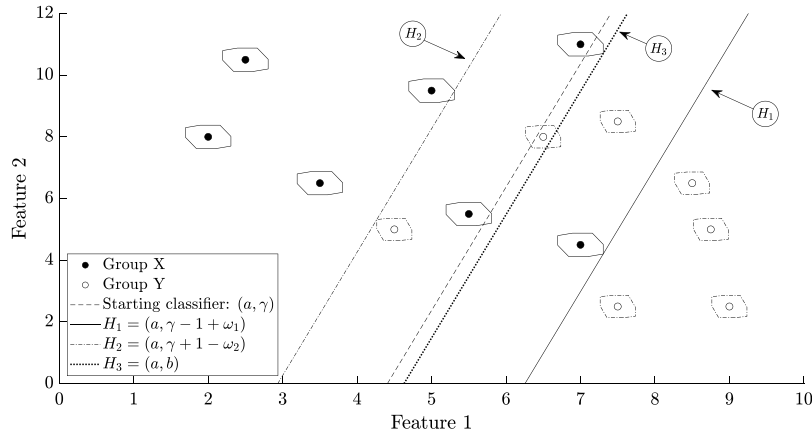 12
10
8
6
4
2
0
Feature 2
H₂
H₃
H₁
Group X
Group Y
Starting classifier: (a, γ)
H₁ = (a, γ − 1 + ω₁)
H₂ = (a, γ + 1 − ω₂)
H₃ = (a, b)
0 1 2 3 4 5 6 7 8 9 10
Feature 1